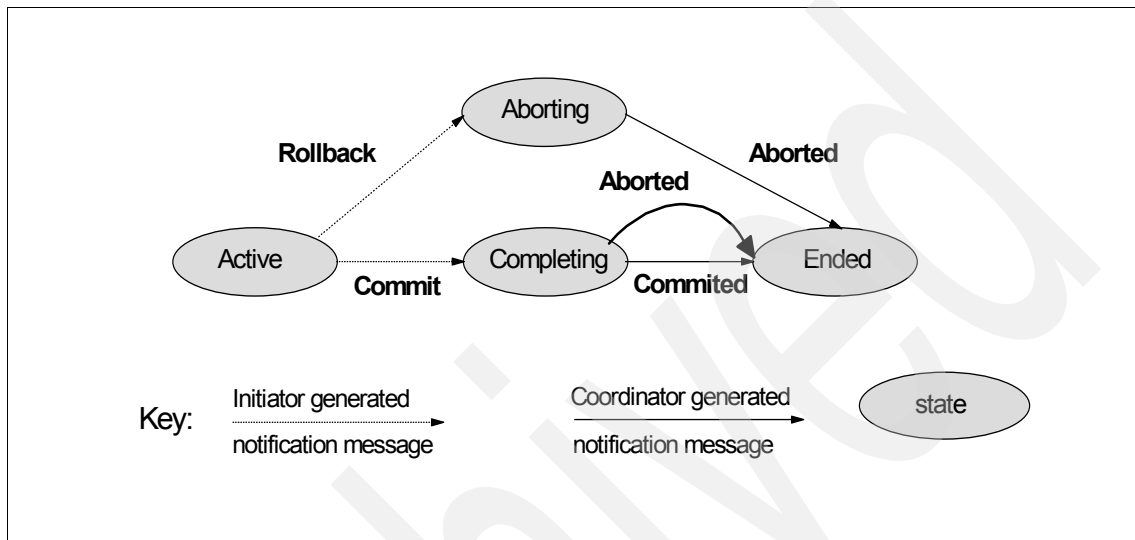 Aborting
Rollback
Aborted
Aborted
Active
Completing
Ended
Commit
Commited
Key:
Initiator generated
notification message
Coordinator generated
notification message
state